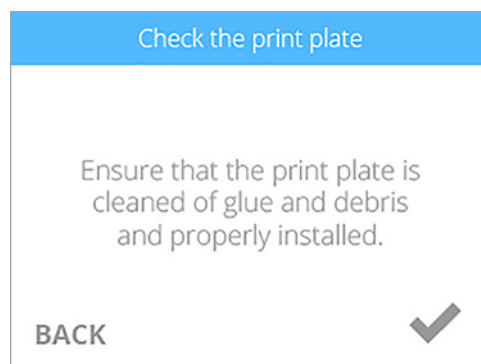 Check the print plate
Ensure that the print plate is
cleaned of glue and debris
and properly installed.
BACK